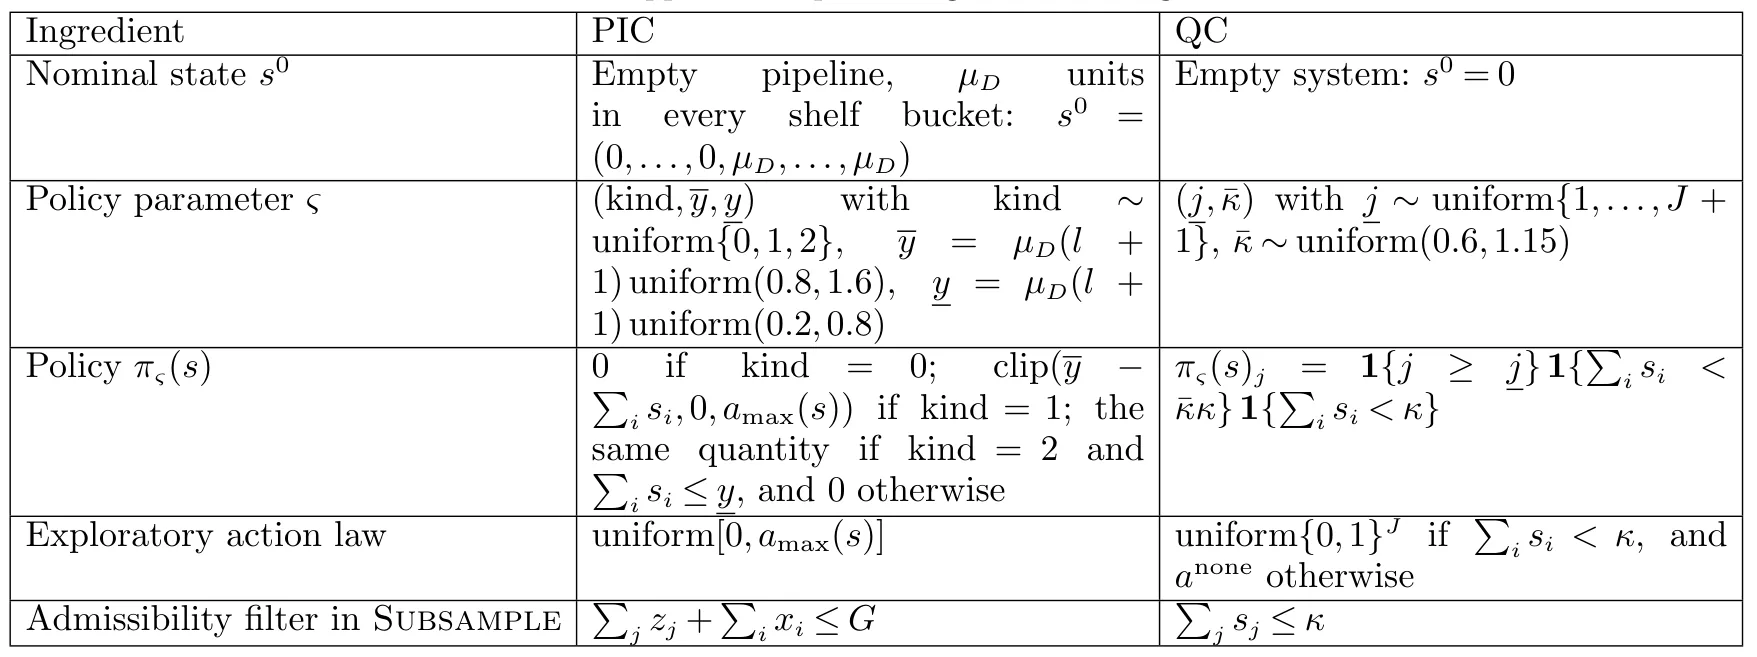 Ingredient PIC QC
Nominal state s⁰ Empty pipeline, μ_D units Empty system: s⁰ = 0
in every shelf bucket: s⁰ =
(0, . . . , 0, μ_D, . . . , μ_D)
Policy parameter ς (kind, y̅, y̲) with kind ∼ (j̲, κ̄) with j̲ ∼ uniform{1, . . . , J +
uniform{0, 1, 2}, y̅ = μ_D(l + 1}, κ̄ ∼ uniform(0.6, 1.15)
1) uniform(0.8, 1.6), y̲ = μ_D(l +
1) uniform(0.2, 0.8)
Policy π_ς(s) 0 if kind = 0; clip(y̅ − π_ς(s)_j = 1{j ≥ j̲} 1{∑_i s_i <
∑_i s_i, 0, a_max(s)) if kind = 1; the κ̄κ} 1{∑_i s_i < κ}
same quantity if kind = 2 and
∑_i s_i ≤ y̲, and 0 otherwise
Exploratory action law uniform[0, a_max(s)] uniform{0, 1}^J if ∑_i s_i < κ, and
a^none otherwise
Admissibility filter in SUBSAMPLE ∑_j z_j + ∑_i x_i ≤ G ∑_j s_j ≤ κ